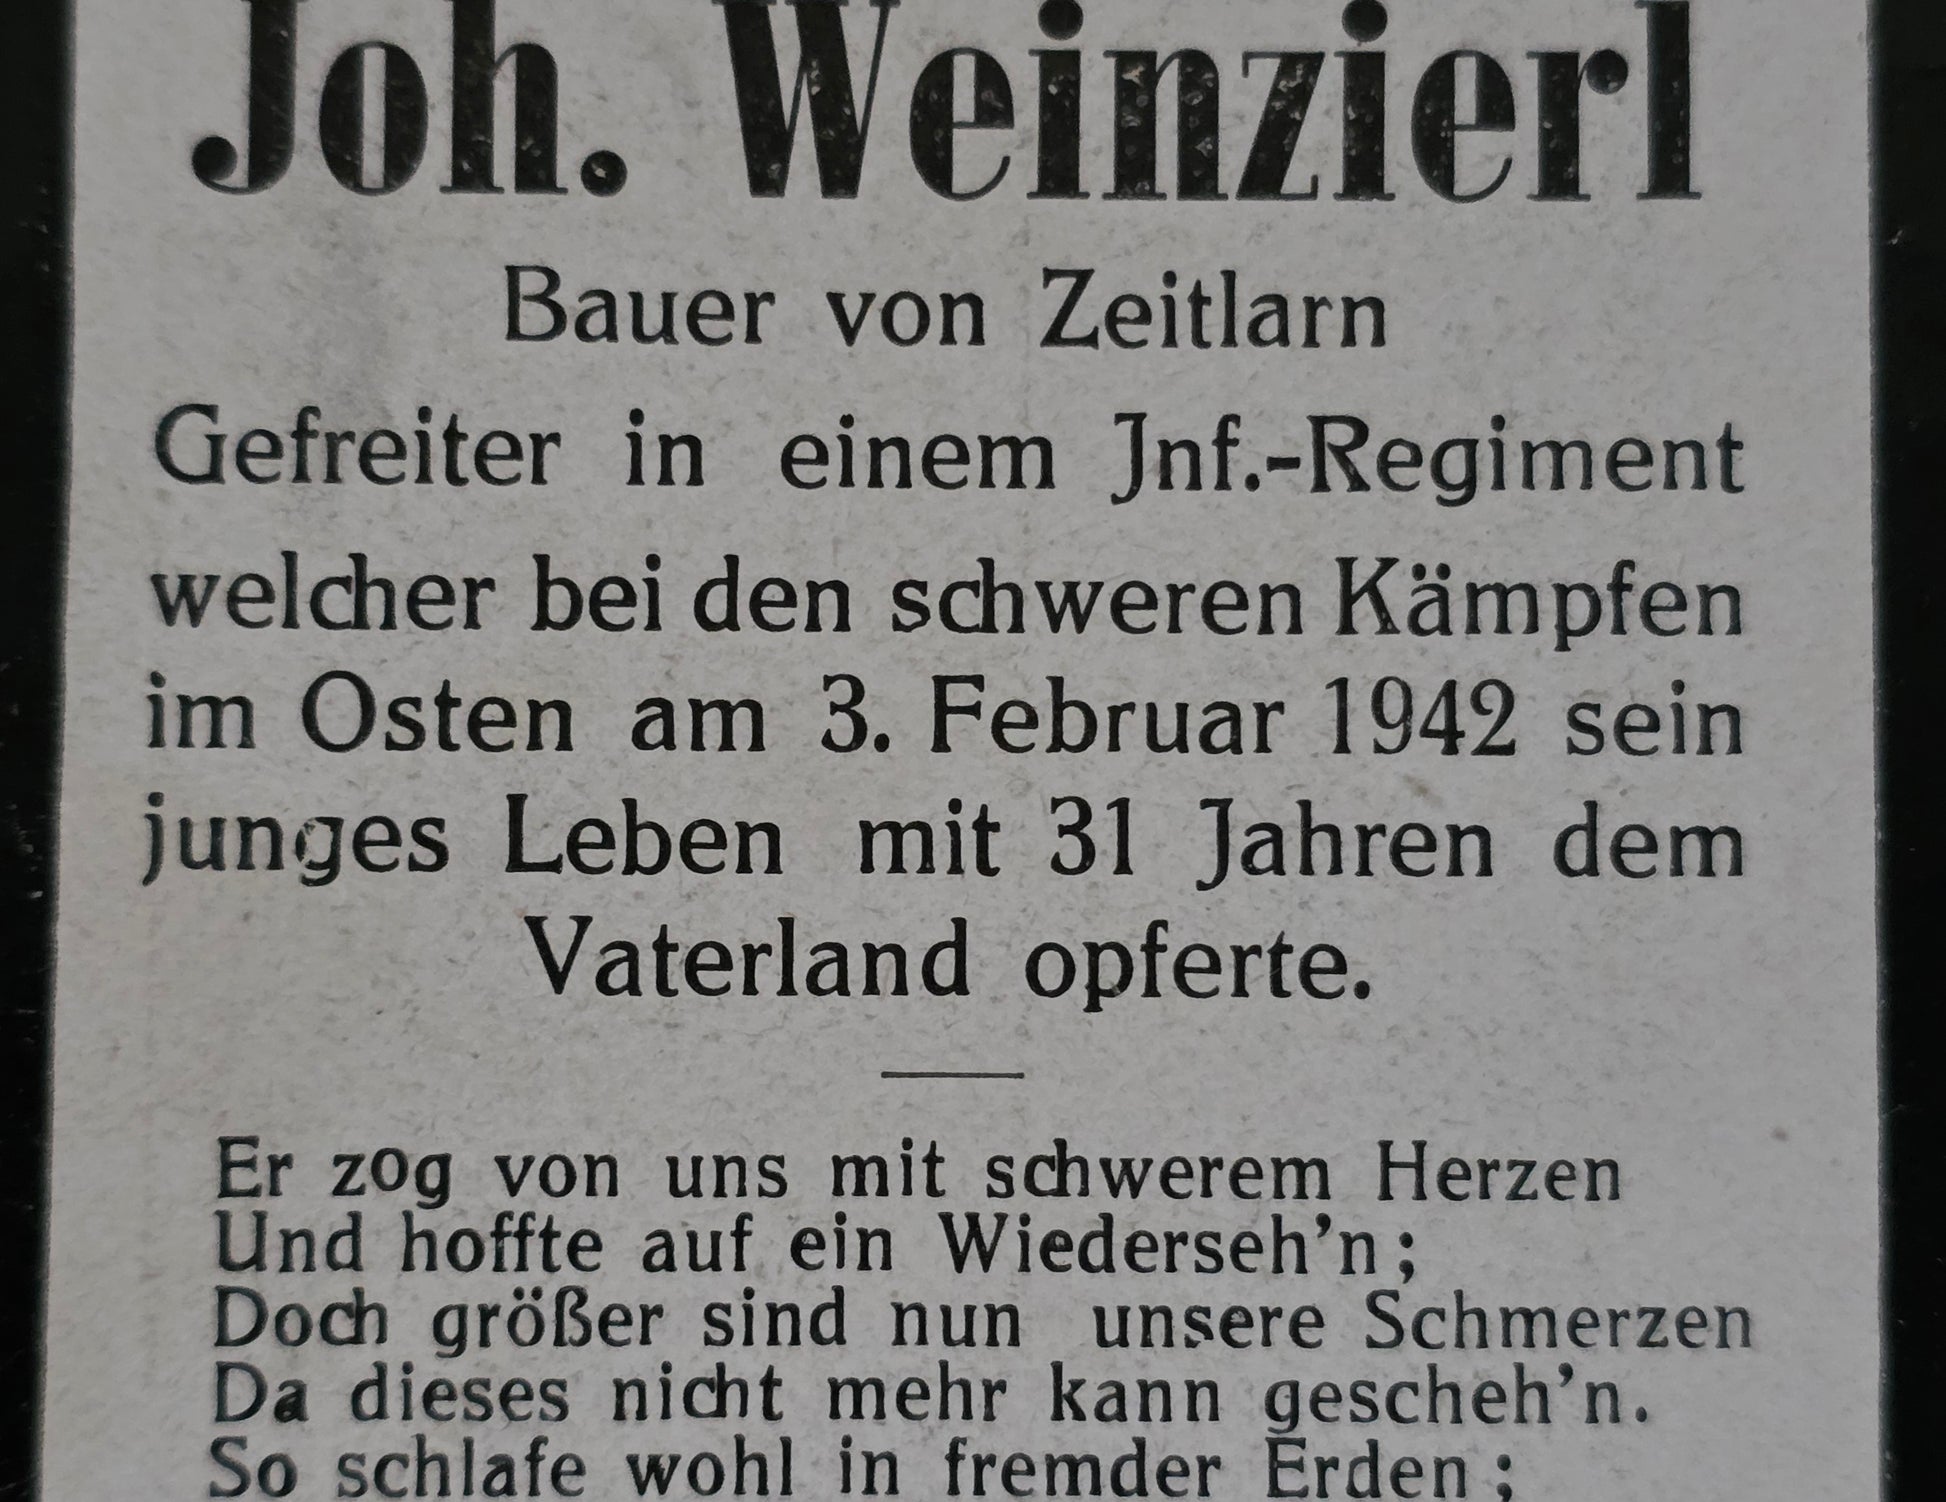 Joh. Weinzierl
Bauer von Zeitlarn
Gefreiter in einem Jnf.-Regiment
welcher bei den schweren Kämpfen
im Osten am 3. Februar 1942 sein
junges Leben mit 31 Jahren dem
Vaterland opferte.
Er zog von uns mit schwerem Herzen
Und hoffte auf ein Wiederseh'n;
Doch größer sind nun unsere Schmerzen
Da dieses nicht mehr kann gescheh'n.
So schlafe wohl in fremder Erden;